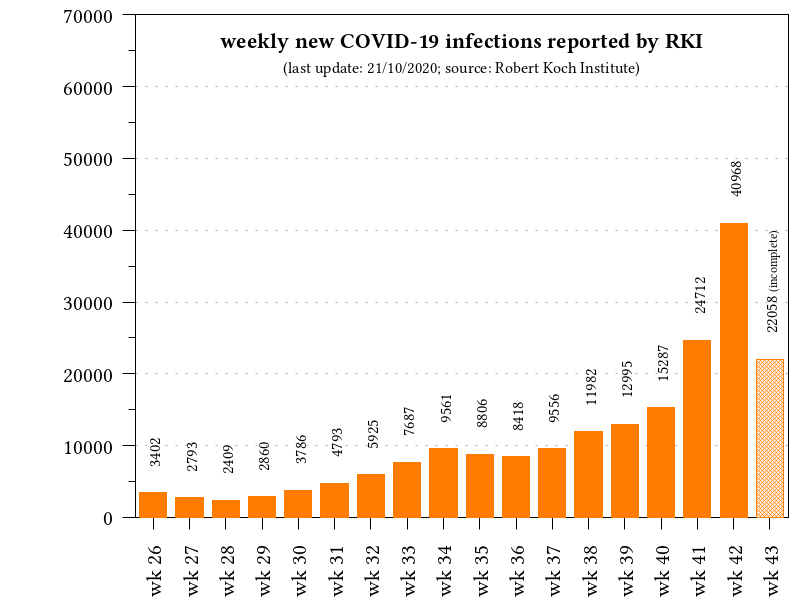 weekly new COVID-19 infections reported by RKI
(last update: 21/10/2020; source: Robert Koch Institute)
70000
60000
50000
40000
30000
20000
10000
0
3402
2793
2409
2860
3786
4793
5925
7687
9561
8806
8418
9556
11982
12995
15287
24712
40968
22058 (incomplete)
wk 26
wk 27
wk 28
wk 29
wk 30
wk 31
wk 32
wk 33
wk 34
wk 35
wk 36
wk 37
wk 38
wk 39
wk 40
wk 41
wk 42
wk 43